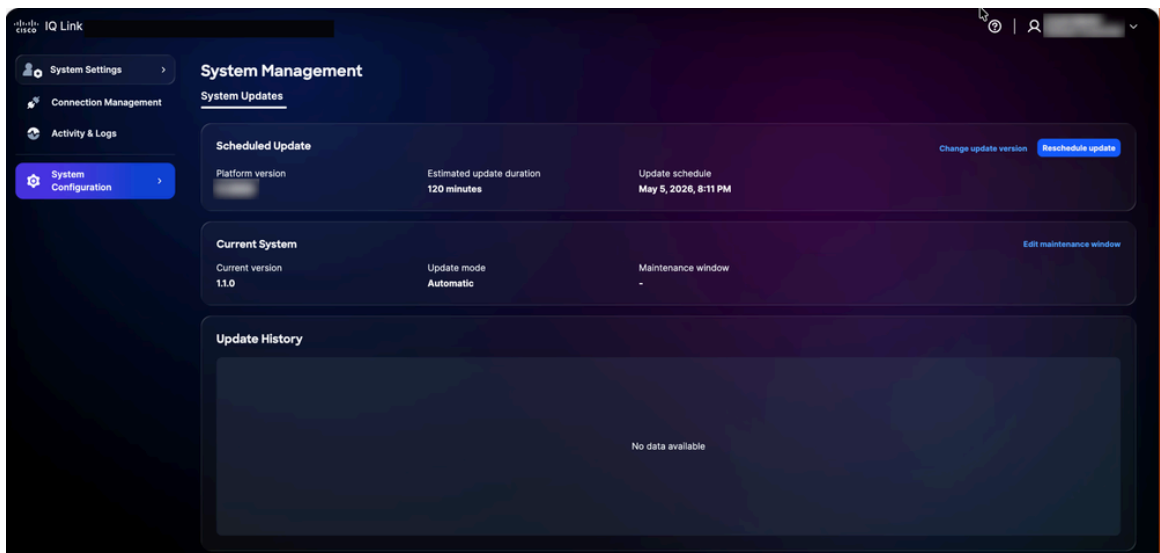 cisco IQ Link
System Settings
Connection Management
Activity & Logs
System
Configuration
System Management
System Updates
Scheduled Update
Change update version
Reschedule update
Platform version
Estimated update duration
120 minutes
Update schedule
May 5, 2026, 8:11 PM
Current System
Edit maintenance window
Current version
1.1.0
Update mode
Automatic
Maintenance window
-
Update History
No data available